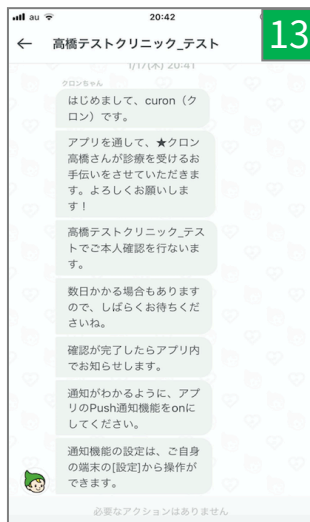 au
20:42
13
← 高橋テストクリニック_テスト
1/17(木) 20:41
クロンちゃん
はじめまして、curon（ク
ロン）です。
アプリを通して、★クロン
高橋さんが診療を受けるお
手伝いをさせていただきま
す。よろしくお願いしま
す！
高橋テストクリニック_テス
トでご本人確認を行ないま
す。
数日かかる場合もあります
ので、しばらくお待ちくだ
さいね。
確認が完了したらアプリ内
でお知らせします。
通知がわかるように、アプ
リのPush通知機能をonに
してください。
通知機能の設定は、ご自身
の端末の[設定]から操作が
できます。
必要なアクションはありません